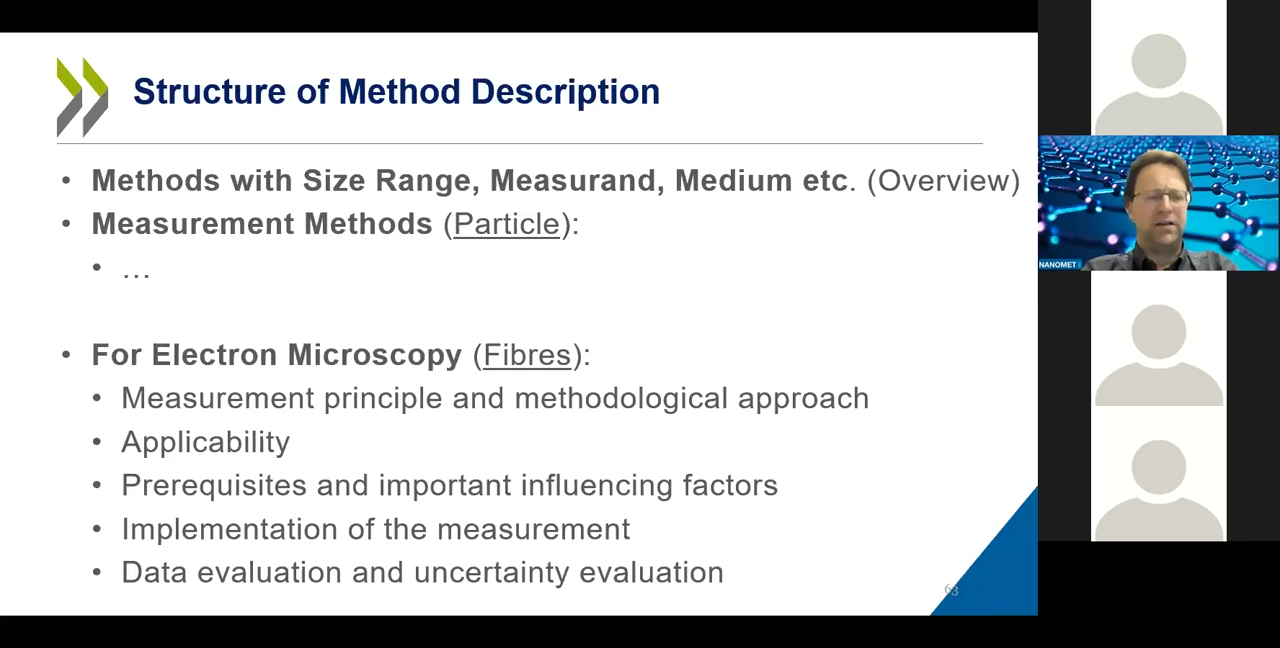 Structure of Method Description
• Methods with Size Range, Measurand, Medium etc. (Overview)
• Measurement Methods (Particle):
• …
• For Electron Microscopy (Fibres):
• Measurement principle and methodological approach
• Applicability
• Prerequisites and important influencing factors
• Implementation of the measurement
• Data evaluation and uncertainty evaluation
63
NANOMET